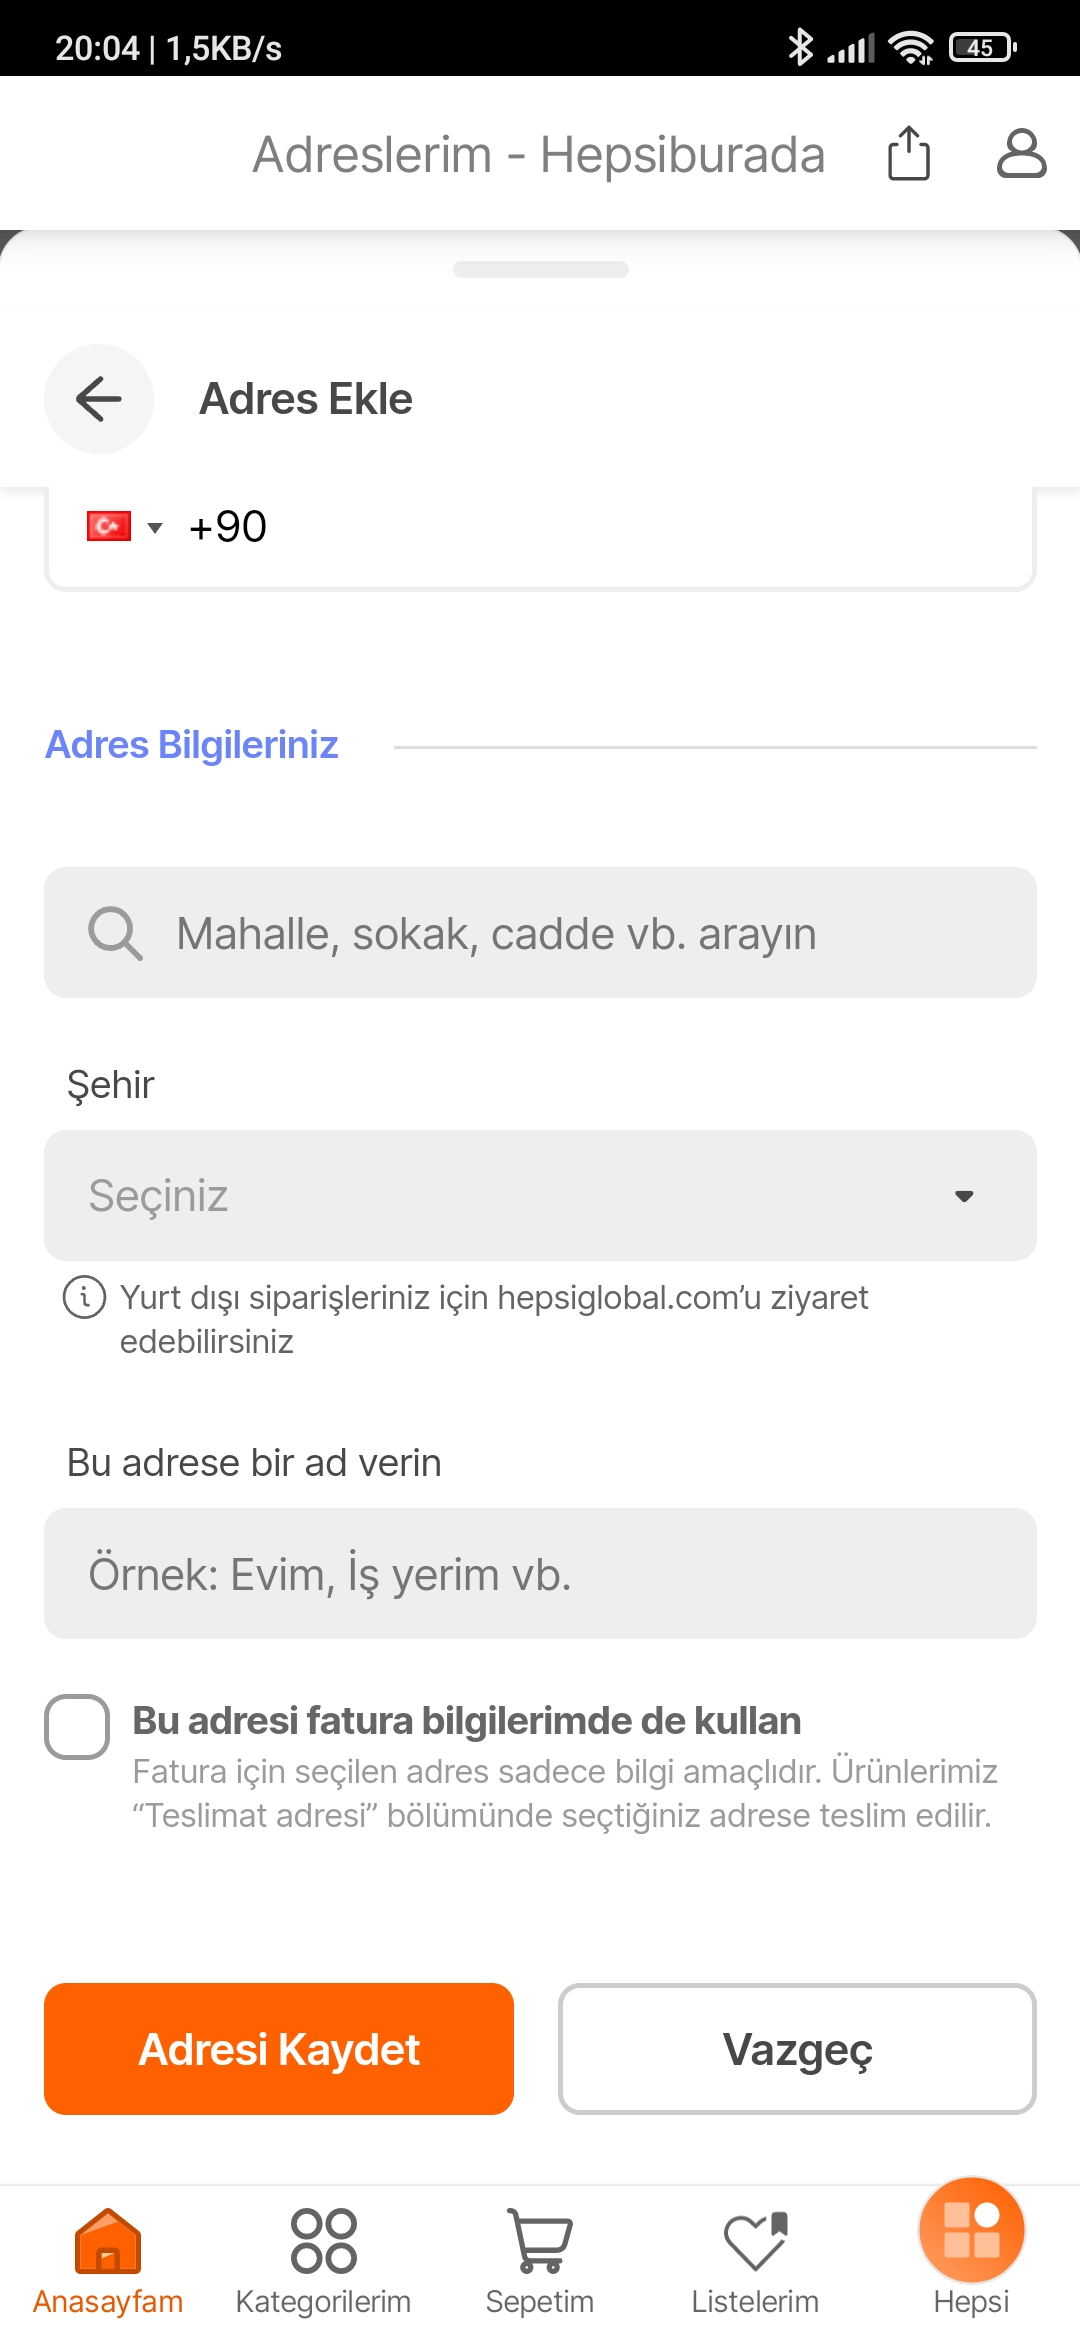 20:04 | 1,5KB/s
45
Adreslerim - Hepsiburada
Adres Ekle
+90
Adres Bilgileriniz
Mahalle, sokak, cadde vb. arayın
Şehir
Seçiniz
Yurt dışı siparişleriniz için hepsiglobal.com’u ziyaret
edebilirsiniz
Bu adrese bir ad verin
Örnek: Evim, İş yerim vb.
Bu adresi fatura bilgilerimde de kullan
Fatura için seçilen adres sadece bilgi amaçlıdır. Ürünlerimiz
“Teslimat adresi” bölümünde seçtiğiniz adrese teslim edilir.
Adresi Kaydet
Vazgeç
Anasayfam
Kategorilerim
Sepetim
Listelerim
Hepsi